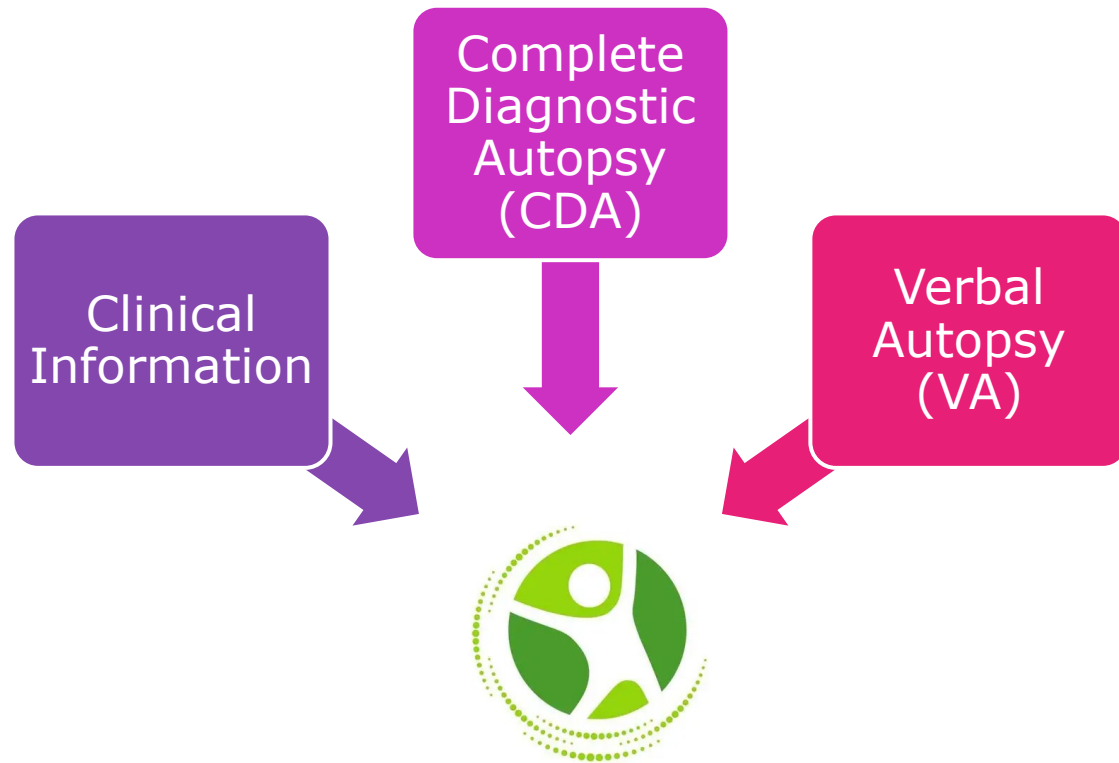 Complete
Diagnostic
Autopsy
(CDA)
Clinical
Information
Verbal
Autopsy
(VA)